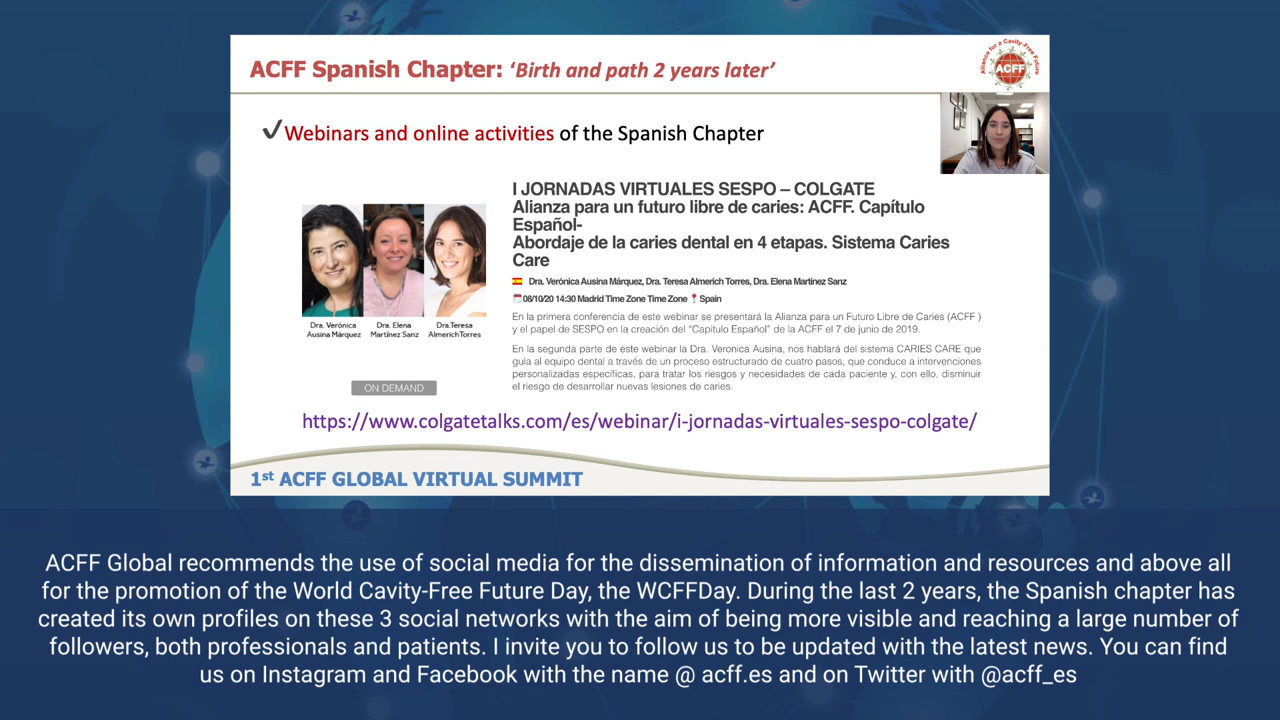 ACFF Spanish Chapter: ‘Birth and path 2 years later’
Alliance for a Cavity-Free Future
ACFF
✓Webinars and online activities of the Spanish Chapter
I JORNADAS VIRTUALES SESPO – COLGATE
Alianza para un futuro libre de caries: ACFF. Capítulo
Español-
Abordaje de la caries dental en 4 etapas. Sistema Caries
Care
Dra. Verónica Ausina Márquez, Dra. Teresa Almerich Torres, Dra. Elena Martínez Sanz
08/10/20 14:30 Madrid Time Zone Time Zone 📍 Spain
En la primera conferencia de este webinar se presentará la Alianza para un Futuro Libre de Caries (ACFF )
y el papel de SESPO en la creación del “Capítulo Español” de la ACFF el 7 de junio de 2019.
En la segunda parte de este webinar la Dra. Veronica Ausina, nos hablará del sistema CARIES CARE que
guía al equipo dental a través de un proceso estructurado de cuatro pasos, que conduce a intervenciones
personalizadas específicas, para tratar los riesgos y necesidades de cada paciente y, con ello, disminuir
el riesgo de desarrollar nuevas lesiones de caries.
Dra. Verónica
Ausina Márquez
Dra. Elena
Martínez Sanz
Dra.Teresa
AlmerichTorres
ON DEMAND
https://www.colgatetalks.com/es/webinar/i-jornadas-virtuales-sespo-colgate/
1st ACFF GLOBAL VIRTUAL SUMMIT
ACFF Global recommends the use of social media for the dissemination of information and resources and above all
for the promotion of the World Cavity-Free Future Day, the WCFFDay. During the last 2 years, the Spanish chapter has
created its own profiles on these 3 social networks with the aim of being more visible and reaching a large number of
followers, both professionals and patients. I invite you to follow us to be updated with the latest news. You can find
us on Instagram and Facebook with the name @ acff.es and on Twitter with @acff_es